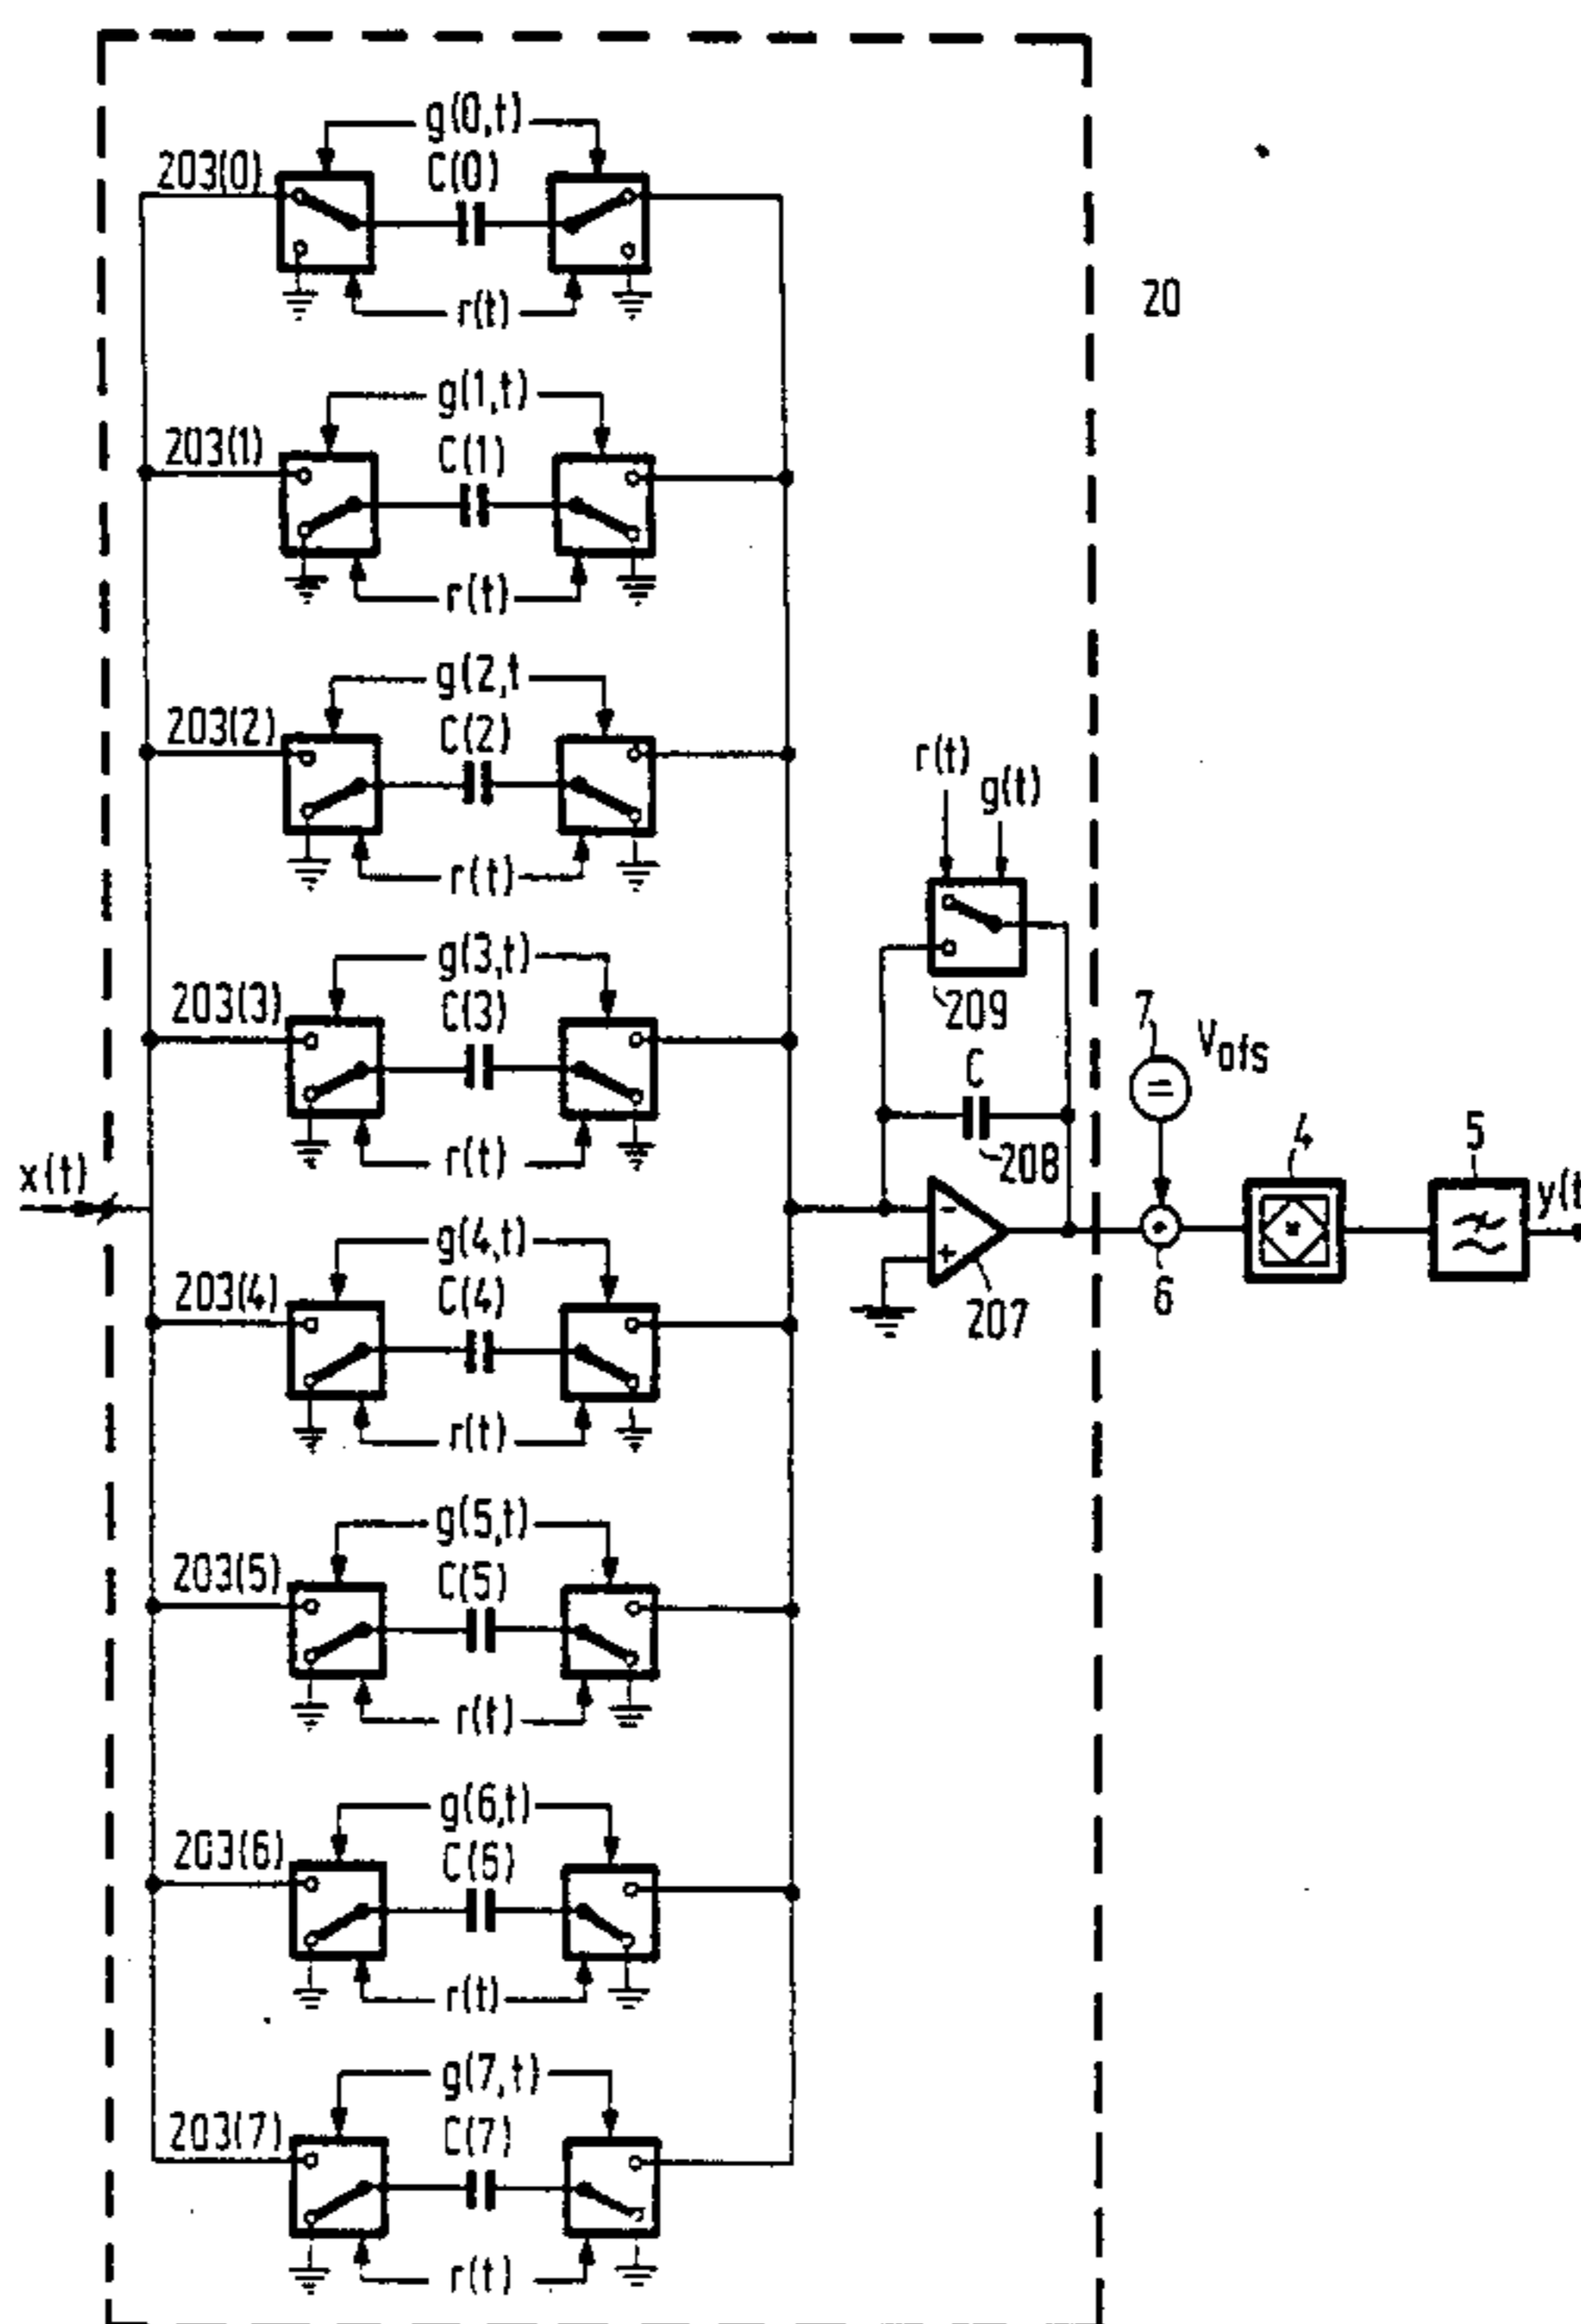 g(0,t)
203(0)
C(0)
r(t)
20
g(1,t)
203(1)
C(1)
r(t)
g(2,t
203(2)
C(2)
r(t)
r(t)
g(t)
g(3,t)
203(3)
C(3)
209
7
Vofs
C
r(t)
208
4
5
x(t)
-
y(t
g(4,t)
+
203(4)
C(4)
207
6
r(t)
g(5,t)
203(5)
C(5)
r(t)
g(6,t)
203(6)
C(6)
r(t)
g(7,t)
203(7)
C(7)
r(t)